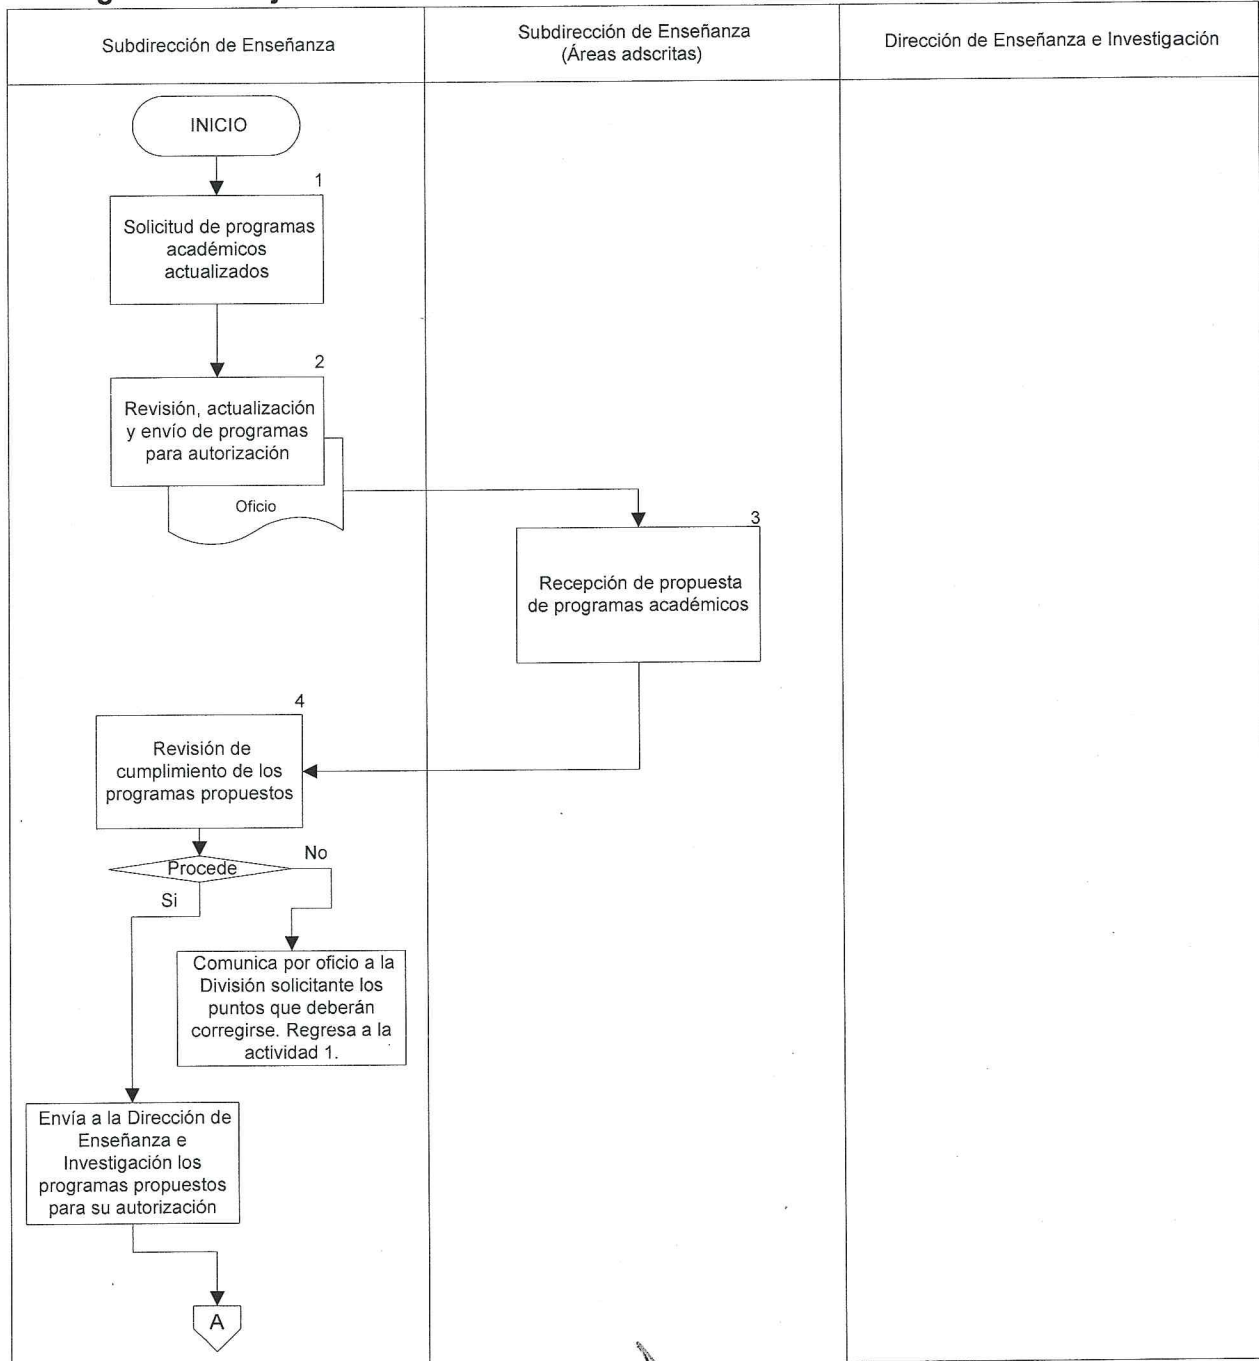 Subdirección de Enseñanza
Subdirección de Enseñanza
(Áreas adscritas)
Dirección de Enseñanza e Investigación
INICIO
1
Solicitud de programas
académicos
actualizados
2
Revisión, actualización
y envío de programas
para autorización
Oficio
3
Recepción de propuesta
de programas académicos
4
Revisión de
cumplimiento de los
programas propuestos
Procede
No
Si
Comunica por oficio a la
División solicitante los
puntos que deberán
corregirse. Regresa a la
actividad 1.
Envía a la Dirección de
Enseñanza e
Investigación los
programas propuestos
para su autorización
A